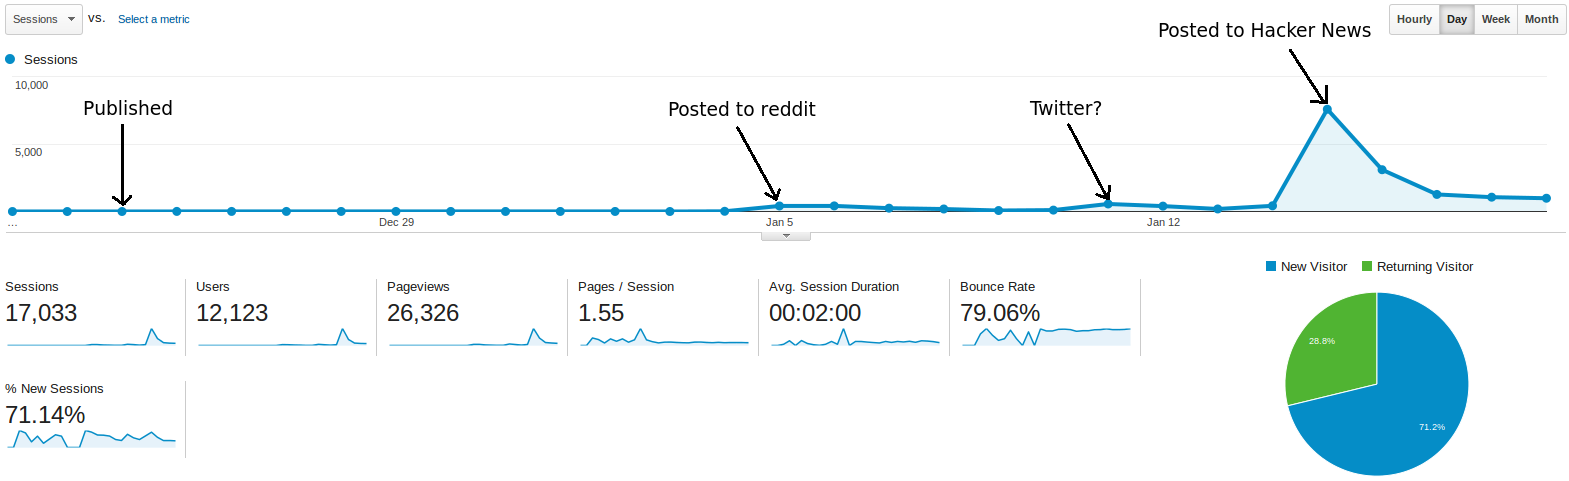 Sessions vs. Select a metric
Hourly Day Week Month
Posted to Hacker News
Sessions
10,000
Published
Posted to reddit
Twitter?
5,000
... Dec 29 Jan 5 Jan 12
Sessions
17,033
Users
12,123
Pageviews
26,326
Pages / Session
1.55
Avg. Session Duration
00:02:00
Bounce Rate
79.06%
% New Sessions
71.14%
New Visitor Returning Visitor
28.8%
71.2%